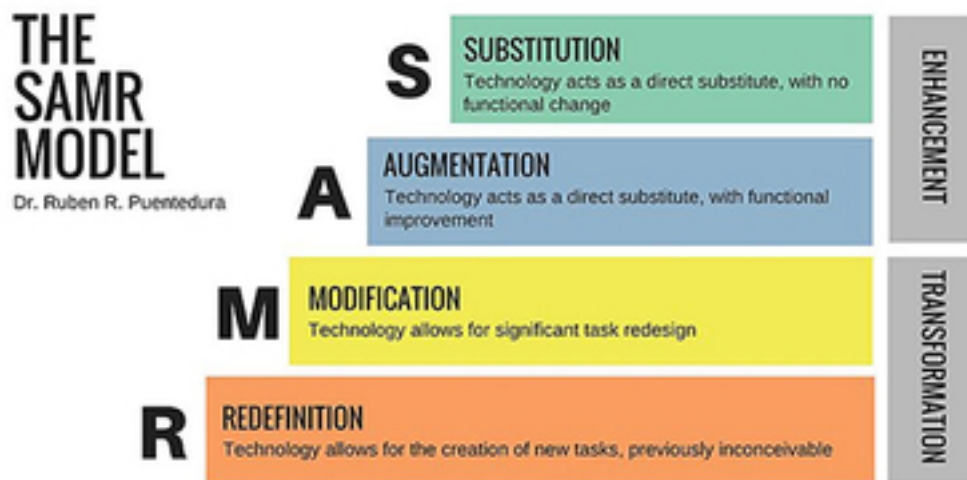 THE
SAMR
MODEL
Dr. Ruben R. Puentedura
S
SUBSTITUTION
Technology acts as a direct substitute, with no
functional change
A
AUGMENTATION
Technology acts as a direct substitute, with functional
improvement
ENHANCEMENT
M
MODIFICATION
Technology allows for significant task redesign
R
REDEFINITION
Technology allows for the creation of new tasks, previously inconceivable
TRANSFORMATION